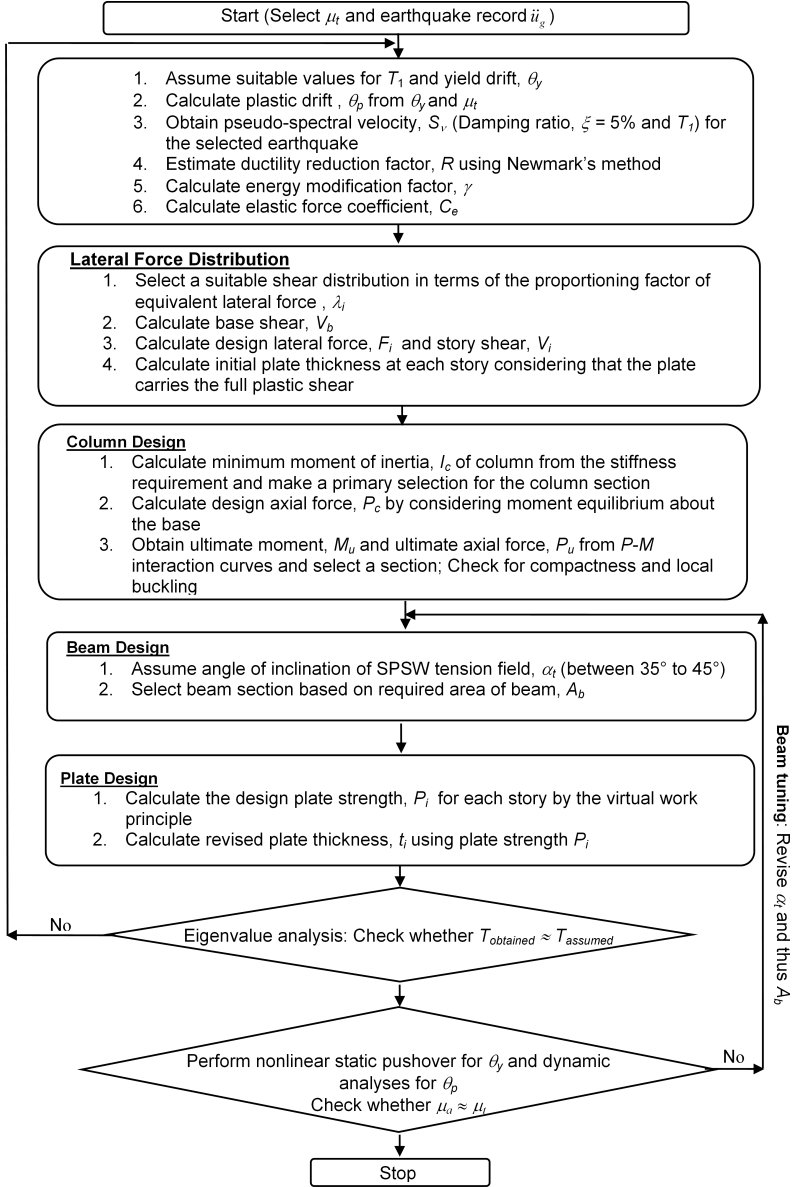 Start (Select μt and earthquake record üg)
1. Assume suitable values for T1 and yield drift, θy
2. Calculate plastic drift , θp from θy and μt
3. Obtain pseudo-spectral velocity, Sv (Damping ratio, ξ = 5% and T1) for
the selected earthquake
4. Estimate ductility reduction factor, R using Newmark's method
5. Calculate energy modification factor, γ
6. Calculate elastic force coefficient, Ce
Lateral Force Distribution
1. Select a suitable shear distribution in terms of the proportioning factor of
equivalent lateral force , λi
2. Calculate base shear, Vb
3. Calculate design lateral force, Fi and story shear, Vi
4. Calculate initial plate thickness at each story considering that the plate
carries the full plastic shear
Column Design
1. Calculate minimum moment of inertia, Ic of column from the stiffness
requirement and make a primary selection for the column section
2. Calculate design axial force, Pc by considering moment equilibrium about
the base
3. Obtain ultimate moment, Mu and ultimate axial force, Pu from P-M
interaction curves and select a section; Check for compactness and local
buckling
Beam Design
1. Assume angle of inclination of SPSW tension field, αt (between 35° to 45°)
2. Select beam section based on required area of beam, Ab
Plate Design
1. Calculate the design plate strength, Pi for each story by the virtual work
principle
2. Calculate revised plate thickness, ti using plate strength Pi
Beam tuning: Revise αt and thus Ab
No
Eigenvalue analysis: Check whether Tobtained ≈ Tassumed
Perform nonlinear static pushover for θy and dynamic
analyses for θp
Check whether μa ≈ μt
No
Stop